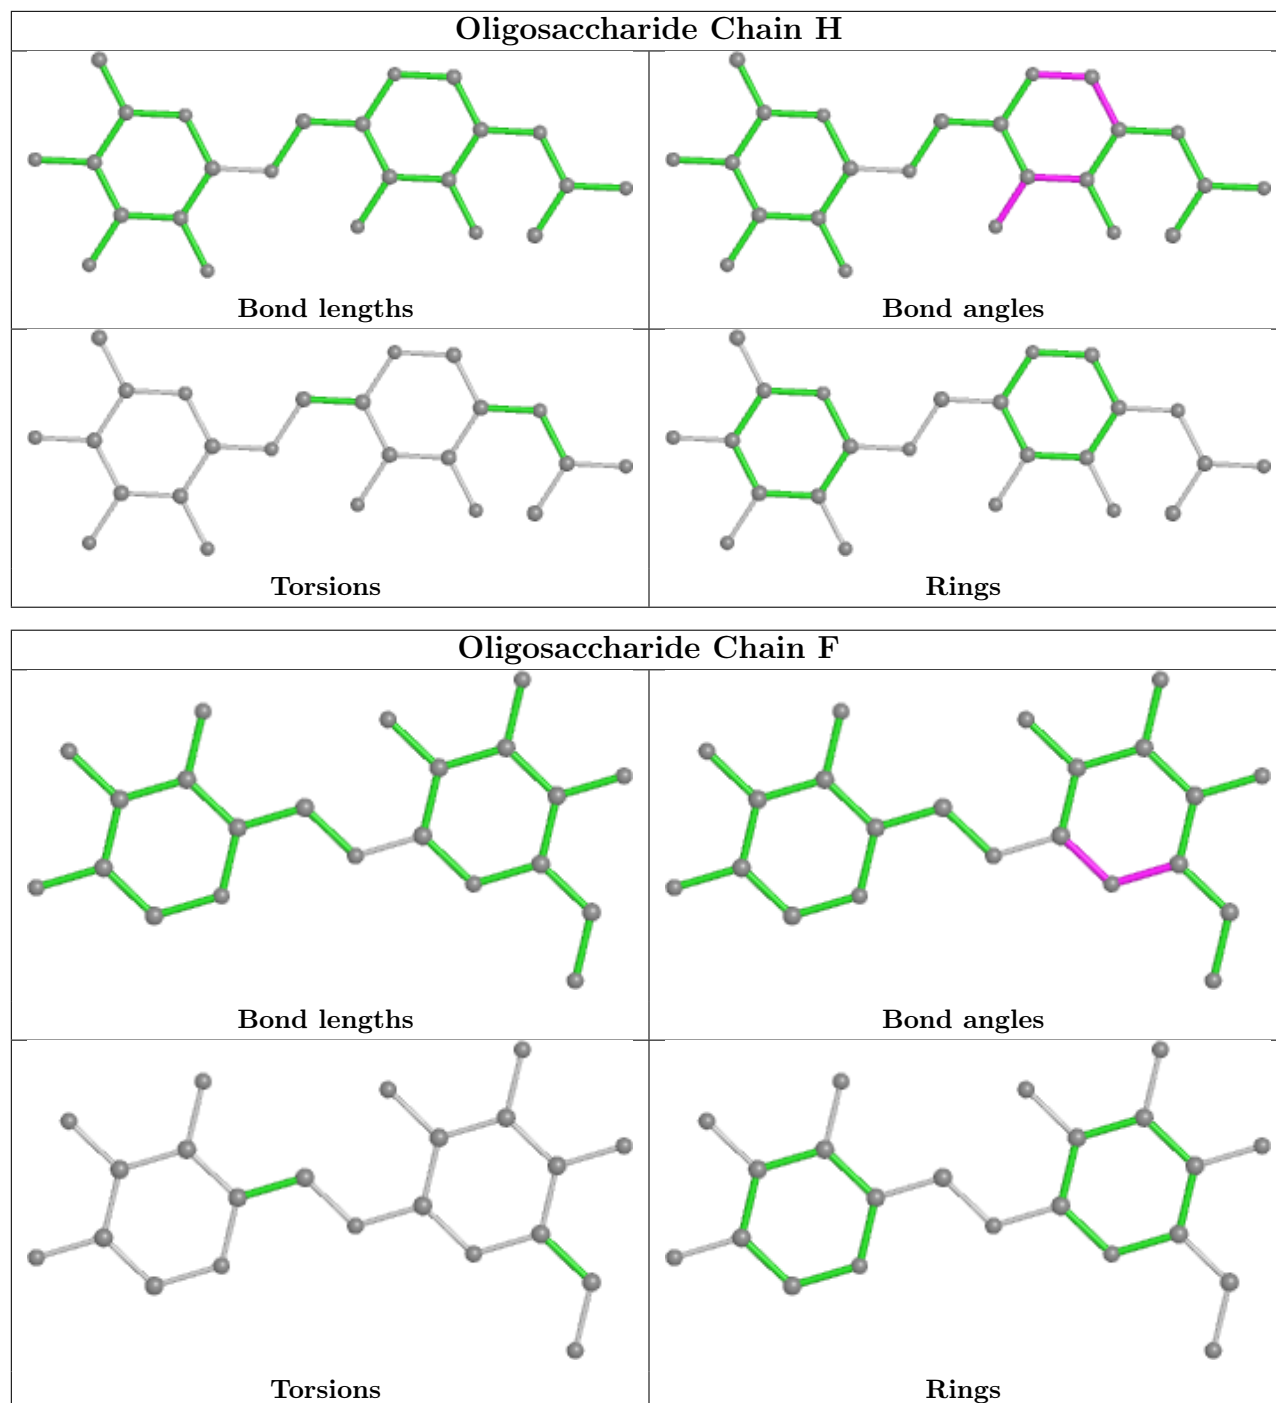 Oligosaccharide Chain H
Bond lengths
Bond angles
Torsions
Rings
Oligosaccharide Chain F
Bond lengths
Bond angles
Torsions
Rings